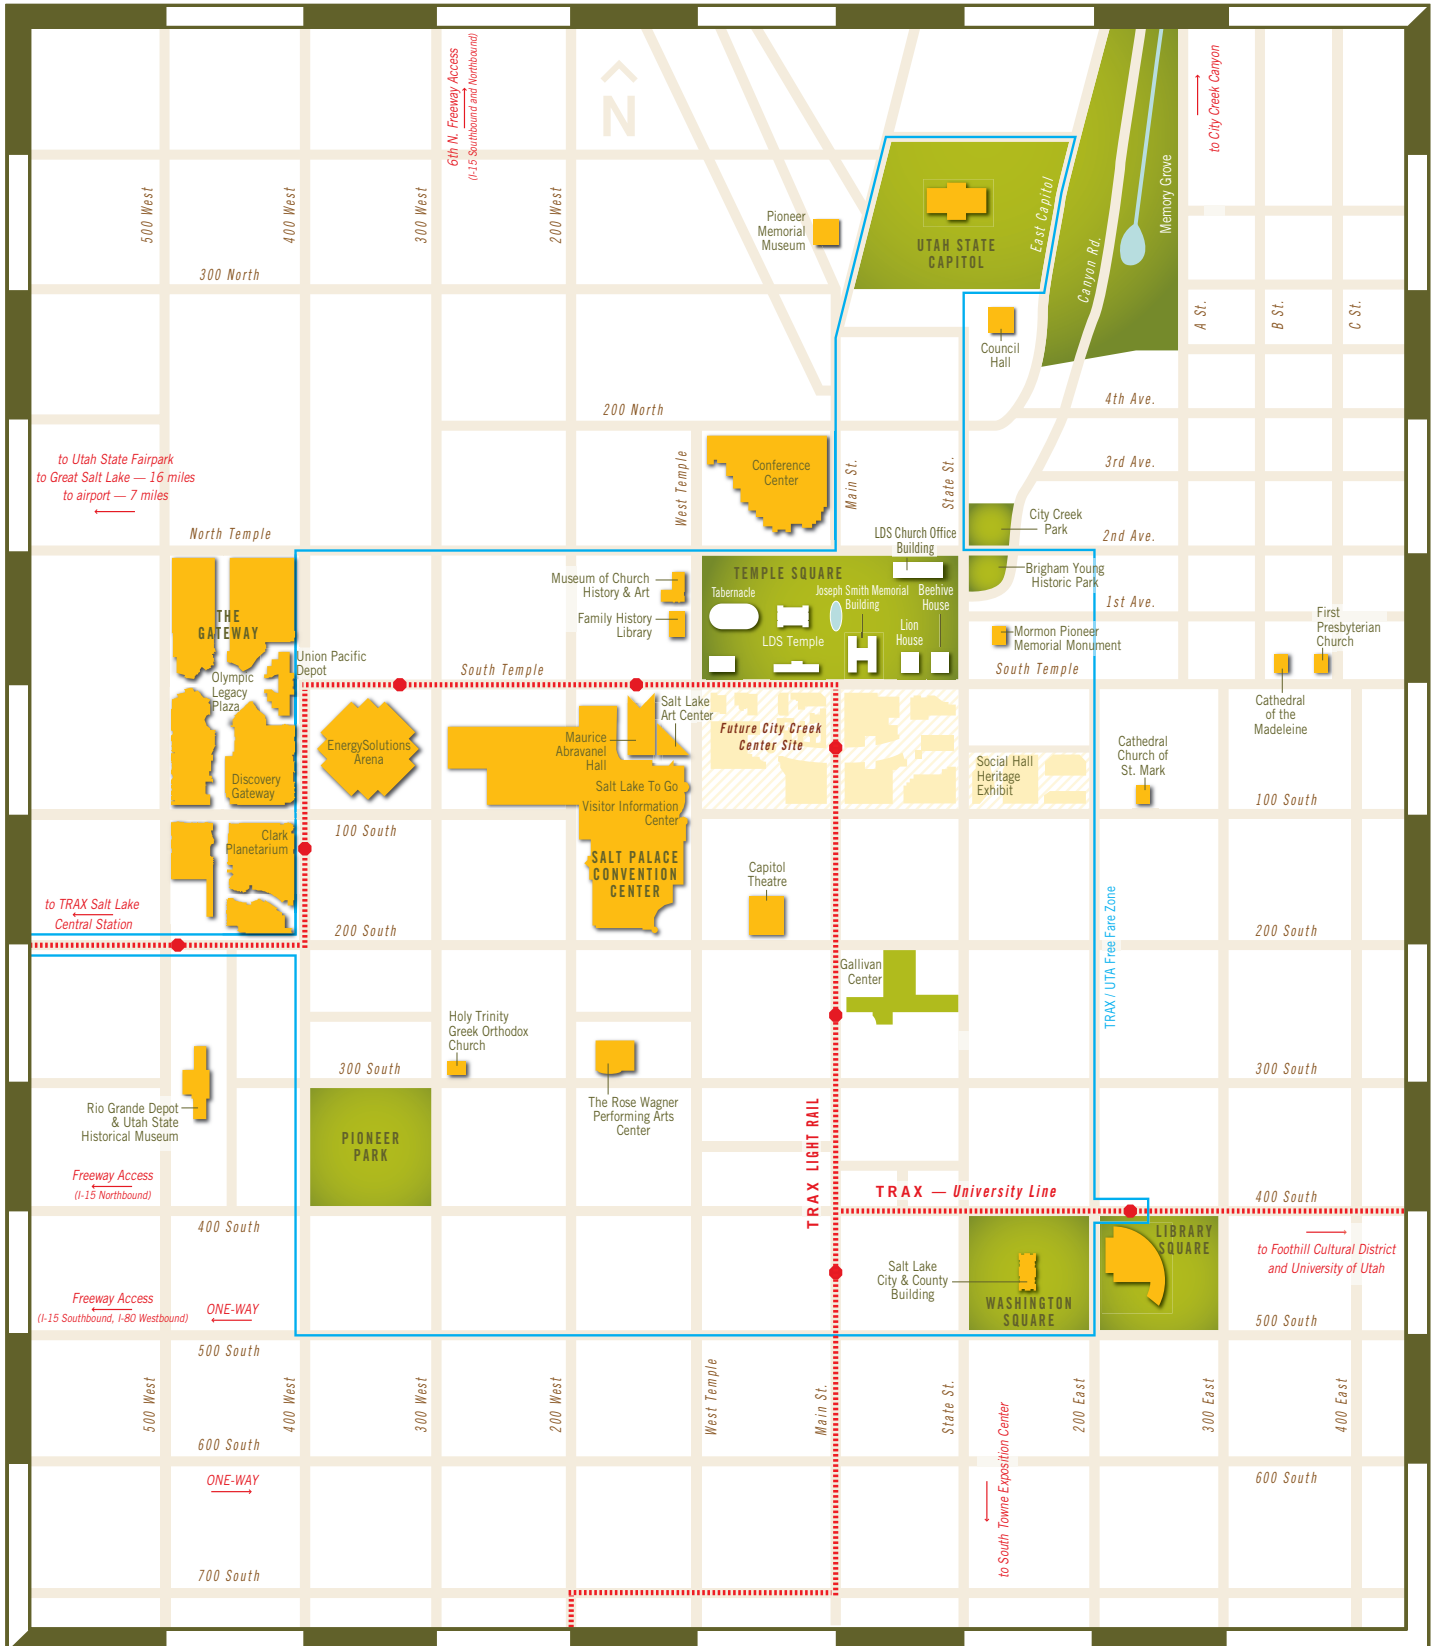 6th N. Freeway Access
(I-15 Southbound and Northbound)
to City Creek Canyon
N
500 West
400 West
300 West
200 West
Pioneer
Memorial
Museum
UTAH STATE
CAPITOL
East Capitol
Canyon Rd.
Memory Grove
300 North
A St.
B St.
C St.
Council
Hall
200 North
4th Ave.
to Utah State Fairpark
to Great Salt Lake — 16 miles
to airport — 7 miles
West Temple
Conference
Center
Main St.
State St.
3rd Ave.
City Creek
Park
North Temple
LDS Church Office
Building
2nd Ave.
Museum of Church
History & Art
Family History
Library
TEMPLE SQUARE
Tabernacle
LDS Temple
Joseph Smith Memorial
Building
Beehive
House
Lion
House
Brigham Young
Historic Park
1st Ave.
THE
GATEWAY
Mormon Pioneer
Memorial Monument
First
Presbyterian
Church
Union Pacific
Depot
South Temple
South Temple
Olympic
Legacy
Plaza
Salt Lake
Art Center
Cathedral
of the
Madeleine
EnergySolutions
Arena
Maurice
Abravanel
Hall
Future City Creek
Center Site
Cathedral
Church of
St. Mark
Discovery
Gateway
Salt Lake To Go
Visitor Information
Center
Social Hall
Heritage
Exhibit
100 South
100 South
Clark
Planetarium
SALT PALACE
CONVENTION
CENTER
Capitol
Theatre
to TRAX Salt Lake
Central Station
200 South
200 South
TRAX / UTA Free Fare Zone
Gallivan
Center
Holy Trinity
Greek Orthodox
Church
300 South
300 South
Rio Grande Depot
& Utah State
Historical Museum
The Rose Wagner
Performing Arts
Center
PIONEER
PARK
TRAX LIGHT RAIL
Freeway Access
(I-15 Northbound)
TRAX — University Line
400 South
400 South
LIBRARY
SQUARE
to Foothill Cultural District
and University of Utah
Salt Lake
City & County
Building
WASHINGTON
SQUARE
Freeway Access
(I-15 Southbound, I-80 Westbound)
ONE-WAY
500 South
500 South
500 West
400 West
300 West
200 West
West Temple
Main St.
State St.
200 East
300 East
400 East
600 South
600 South
ONE-WAY
to South Towne Exposition Center
700 South